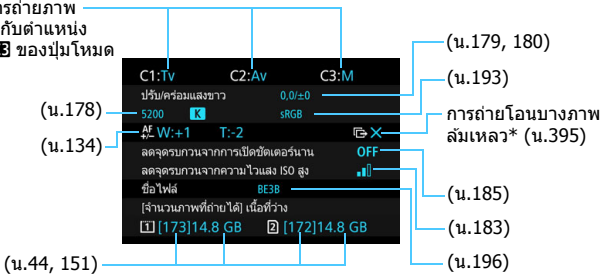 ารถ่ายภาพ
กับตำแหน่ง
3 ของปุ่มโหมด
C1:Tv C2:Av C3:M
ปรับ/คร่อมแสงขาว 0,0/±0
5200 K sRGB
AF W:+1 T:-2
ลดจุดรบกวนจากการเปิดชัตเตอร์นาน OFF
ลดจุดรบกวนจากความไวแสง ISO สูง
ชื่อไฟล์ BE3B
[จำนวนภาพที่ถ่ายได้] เนื้อที่ว่าง
1 [173]14.8 GB 2 [172]14.8 GB
(น.178)
(น.134)
(น.44, 151)
(น.179, 180)
(น.193)
การถ่ายโอนบางภาพ
ล้มเหลว* (น.395)
(น.185)
(น.183)
(น.196)